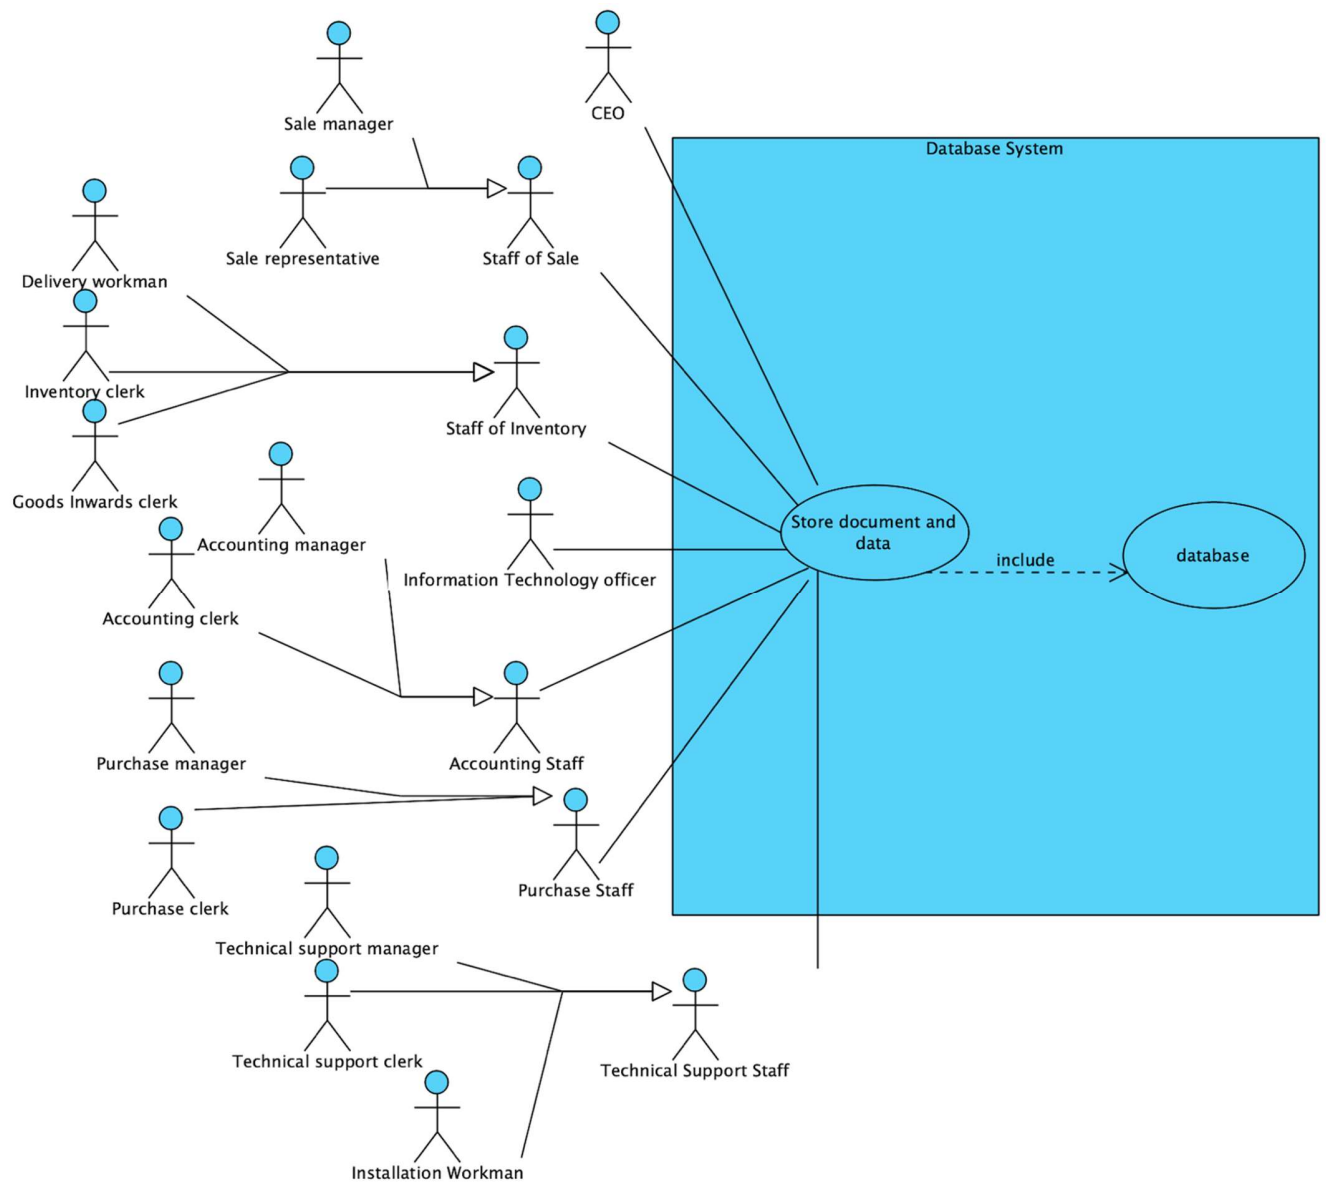 CEO
Sale manager
Database System
Sale representative
Staff of Sale
Delivery workman
Inventory clerk
Staff of Inventory
Goods Inwards clerk
Accounting manager
Store document and
data
include
database
Information Technology officer
Accounting clerk
Purchase manager
Accounting Staff
Purchase Staff
Purchase clerk
Technical support manager
Technical support clerk
Technical Support Staff
Installation Workman